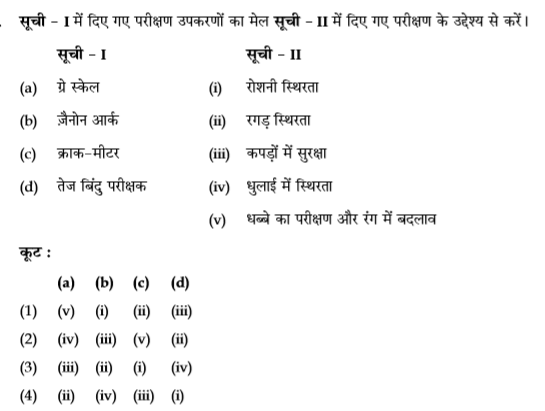 . सूची – I में दिए गए परीक्षण उपकरणों का मेल सूची – II में दिए गए परीक्षण के उद्देश्य से करें।
सूची – I सूची – II
(a) ग्रे स्केल (i) रोशनी स्थिरता
(b) ज़ैनोन आर्क (ii) रगड़ स्थिरता
(c) क्राक-मीटर (iii) कपड़ों में सुरक्षा
(d) तेज बिंदु परीक्षक (iv) धुलाई में स्थिरता
(v) धब्बे का परीक्षण और रंग में बदलाव
कूट :
(a) (b) (c) (d)
(1) (v) (i) (ii) (iii)
(2) (iv) (iii) (v) (ii)
(3) (iii) (ii) (i) (iv)
(4) (ii) (iv) (iii) (i)